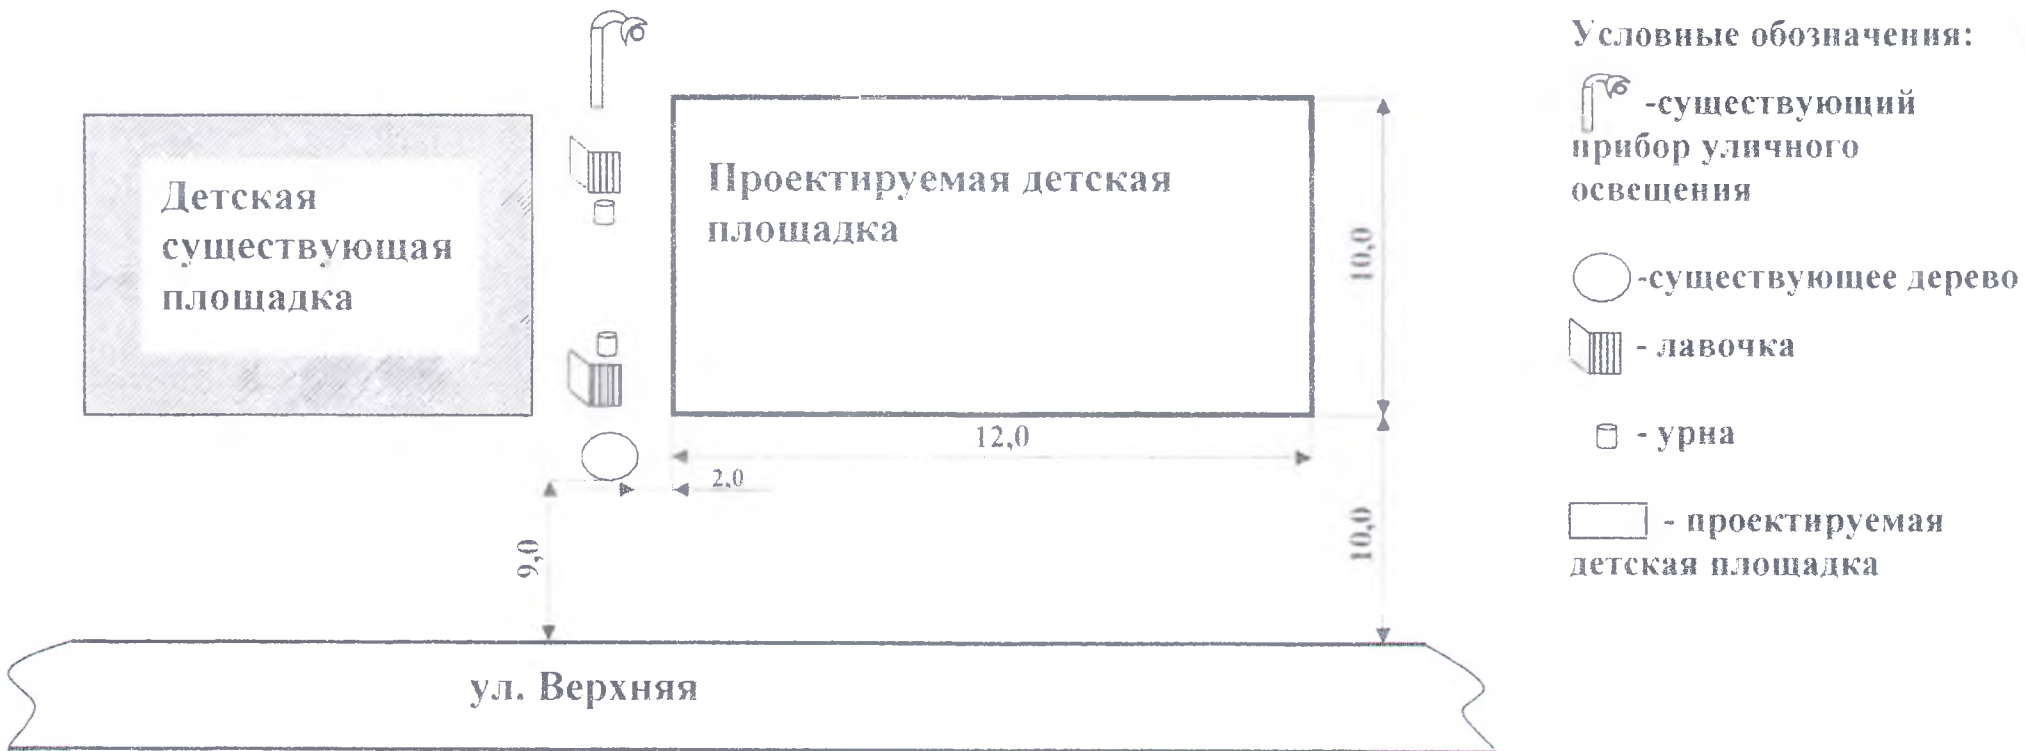 Детская
существующая
площадка
Проектируемая детская
площадка
10,0
12,0
2,0
9,0
10,0
ул. Верхняя
Условные обозначения:
-существующий
прибор уличного
освещения
-существующее дерево
- лавочка
- урна
- проектируемая
детская площадка